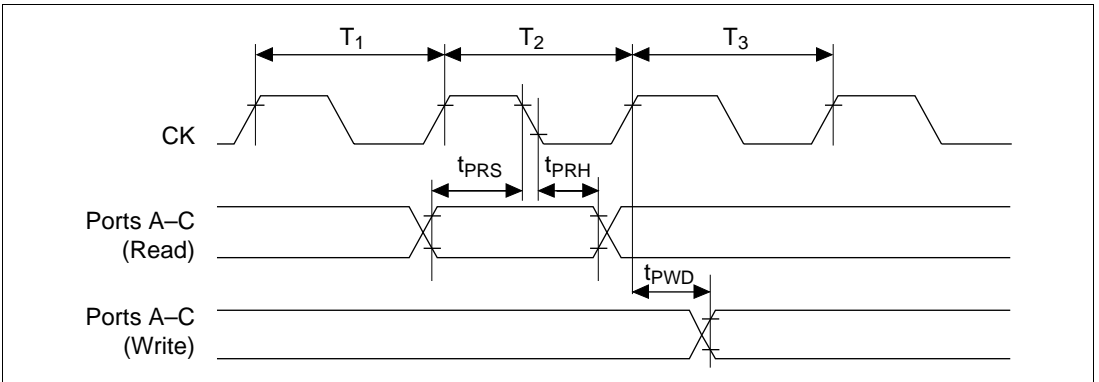 T1 T2 T3
CK
tPRS tPRH
Ports A–C
(Read)
tPWD
Ports A–C
(Write)